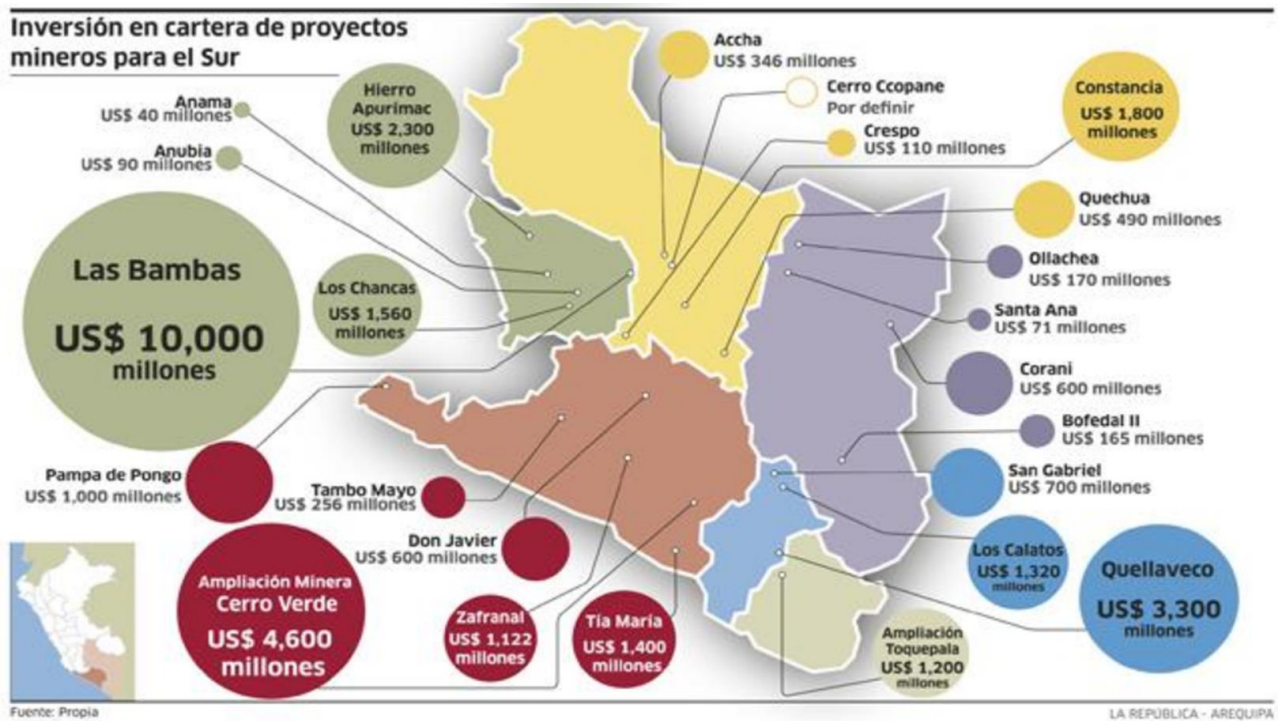 Inversión en cartera de proyectos
mineros para el Sur
Anama
US$ 40 millones
Anubia
US$ 90 millones
Hierro
Apurimac
US$ 2,300
millones
Las Bambas
US$ 10,000
millones
Los Chancas
US$ 1,560
millones
Accha
US$ 346 millones
Cerro Ccopane
Por definir
Crespo
US$ 110 millones
Constancia
US$ 1,800
millones
Quechua
US$ 490 millones
Ollachea
US$ 170 millones
Santa Ana
US$ 71 millones
Corani
US$ 600 millones
Bofedal II
US$ 165 millones
San Gabriel
US$ 700 millones
Los Calatos
US$ 1,320
millones
Quellaveco
US$ 3,300
millones
Pampa de Pongo
US$ 1,000 millones
Tambo Mayo
US$ 256 millones
Don Javier
US$ 600 millones
Ampliación Minera
Cerro Verde
US$ 4,600
millones
Zafranal
US$ 1,122
millones
Tía María
US$ 1,400
millones
Ampliación
Toquepala
US$ 1,200
millones
Fuente: Propia
LA REPÚBLICA - AREQUIPA